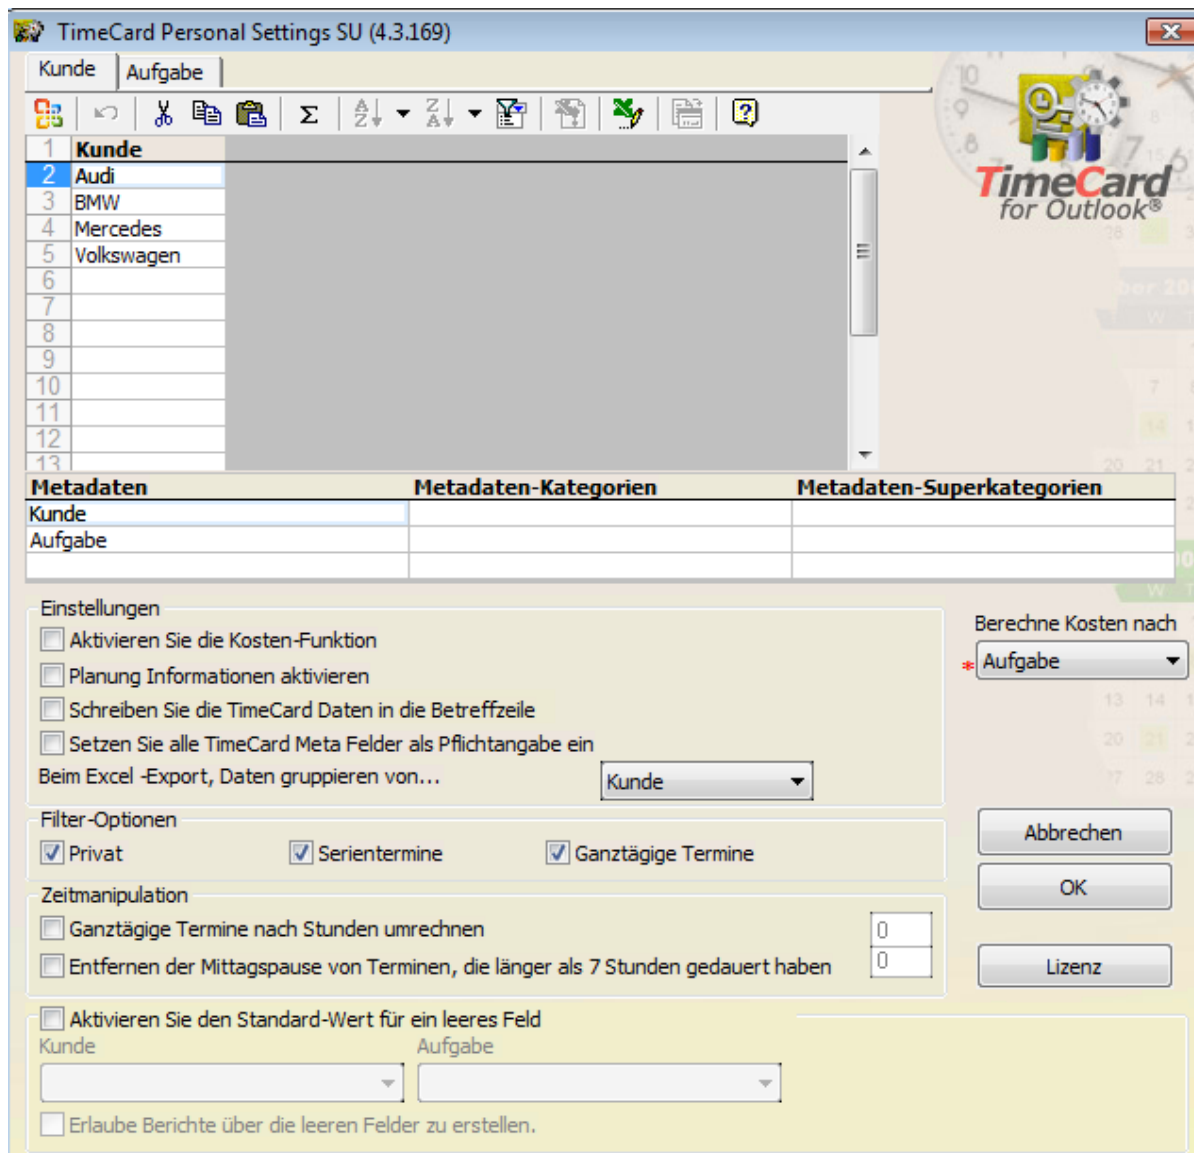 TimeCard Personal Settings SU (4.3.169)
Kunde Aufgabe
TimeCard
for Outlook®
1 Kunde
2 Audi
3 BMW
4 Mercedes
5 Volkswagen
6
7
8
9
10
11
12
13
Metadaten Metadaten-Kategorien Metadaten-Superkategorien
Kunde
Aufgabe
Einstellungen
Aktivieren Sie die Kosten-Funktion
Planung Informationen aktivieren
Schreiben Sie die TimeCard Daten in die Betreffzeile
Setzen Sie alle TimeCard Meta Felder als Pflichtangabe ein
Beim Excel -Export, Daten gruppieren von... Kunde
Berechne Kosten nach
* Aufgabe
Filter-Optionen
Privat Serientermine Ganztägige Termine
Abbrechen
OK
Zeitmanipulation
Ganztägige Termine nach Stunden umrechnen 0
Entfernen der Mittagspause von Terminen, die länger als 7 Stunden gedauert haben 0
Lizenz
Aktivieren Sie den Standard-Wert für ein leeres Feld
Kunde Aufgabe
Erlaube Berichte über die leeren Felder zu erstellen.